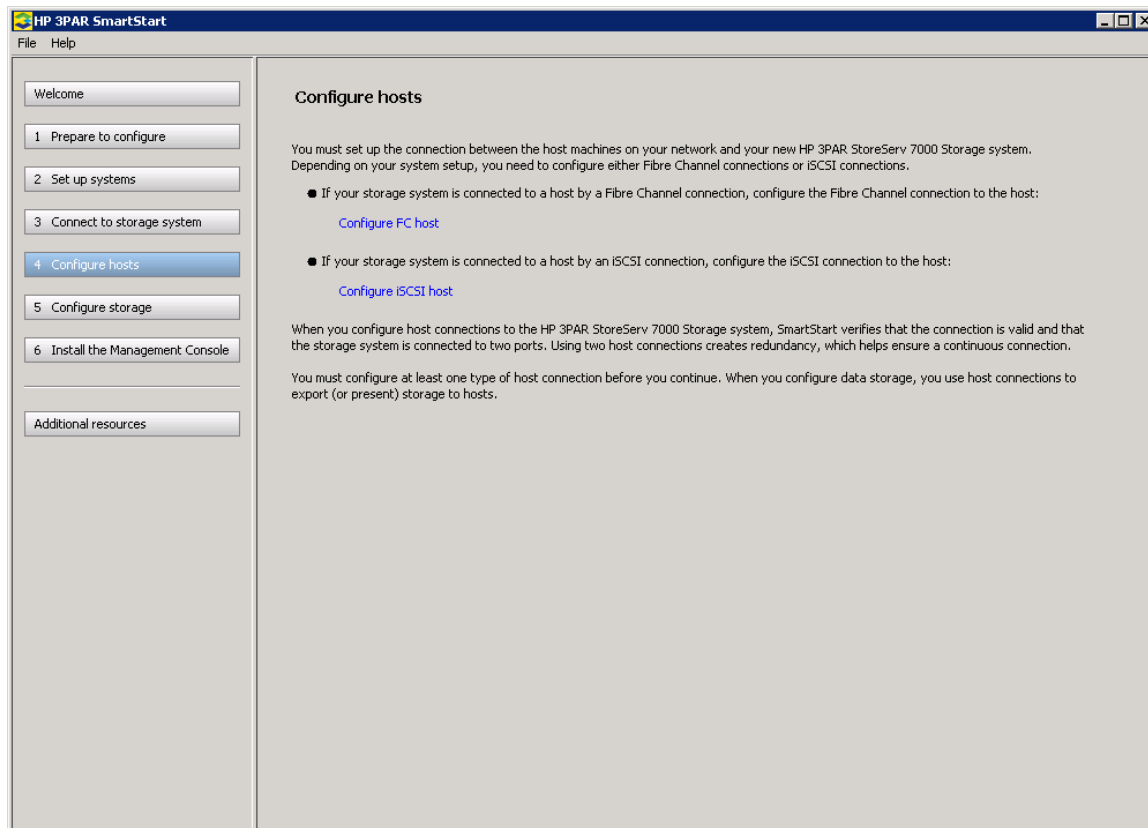 HP 3PAR SmartStart
File Help
Welcome
1 Prepare to configure
2 Set up systems
3 Connect to storage system
4 Configure hosts
5 Configure storage
6 Install the Management Console
Additional resources
Configure hosts
You must set up the connection between the host machines on your network and your new HP 3PAR StoreServ 7000 Storage system.
Depending on your system setup, you need to configure either Fibre Channel connections or iSCSI connections.
● If your storage system is connected to a host by a Fibre Channel connection, configure the Fibre Channel connection to the host:
Configure FC host
● If your storage system is connected to a host by an iSCSI connection, configure the iSCSI connection to the host:
Configure iSCSI host
When you configure host connections to the HP 3PAR StoreServ 7000 Storage system, SmartStart verifies that the connection is valid and that
the storage system is connected to two ports. Using two host connections creates redundancy, which helps ensure a continuous connection.
You must configure at least one type of host connection before you continue. When you configure data storage, you use host connections to
export (or present) storage to hosts.